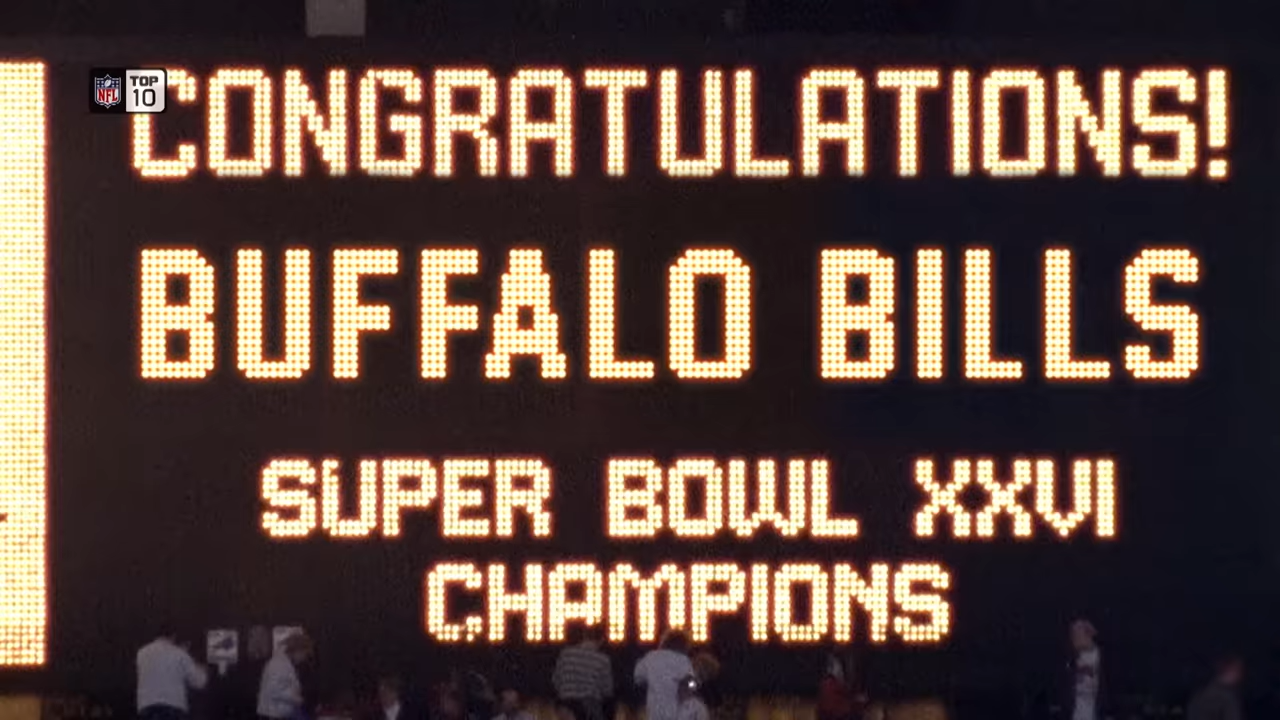 NFL
TOP
10
CONGRATULATIONS!
BUFFALO BILLS
SUPER BOWL XXVI
CHAMPIONS